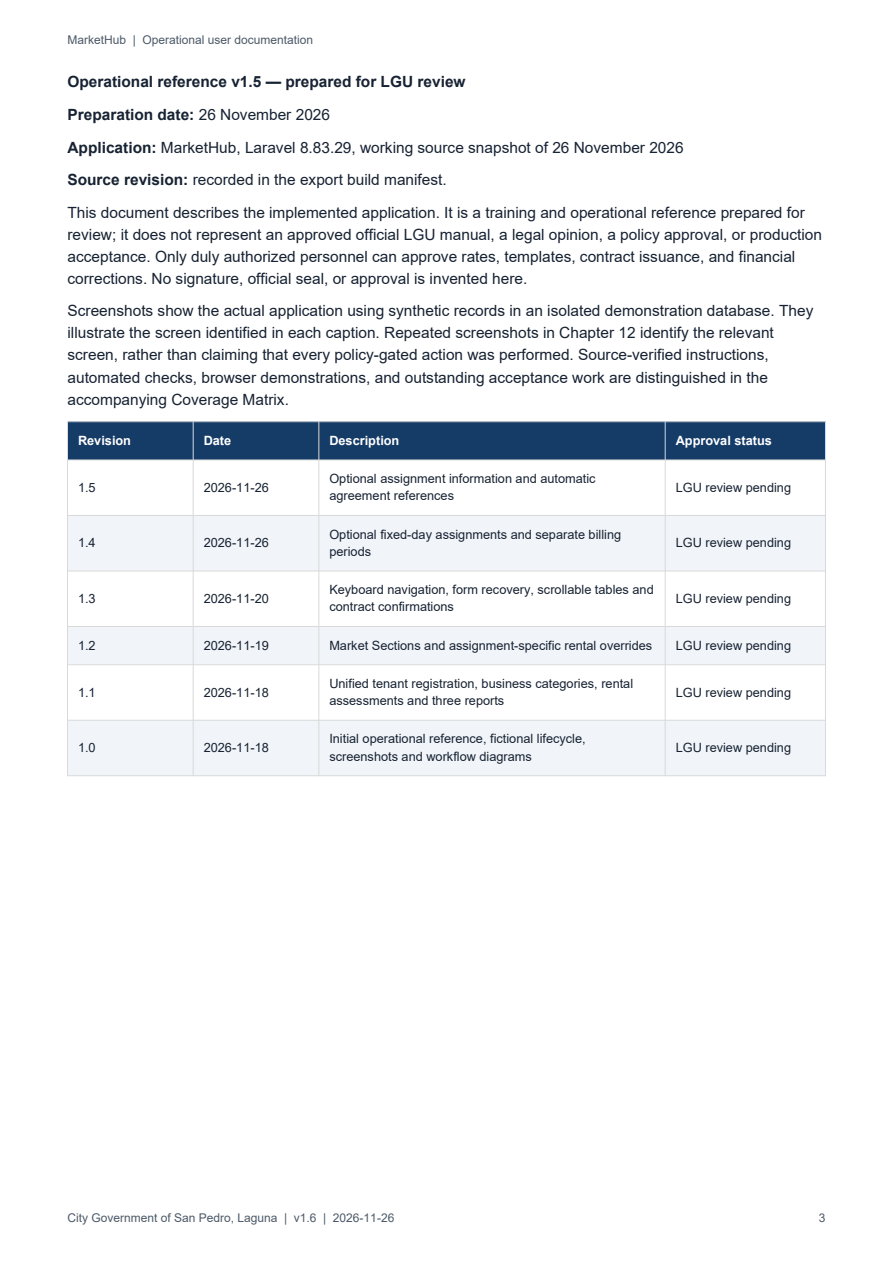 MarketHub | Operational user documentation
Operational reference v1.5 — prepared for LGU review
Preparation date: 26 November 2026
Application: MarketHub, Laravel 8.83.29, working source snapshot of 26 November 2026
Source revision: recorded in the export build manifest.
This document describes the implemented application. It is a training and operational reference prepared for
review; it does not represent an approved official LGU manual, a legal opinion, a policy approval, or production
acceptance. Only duly authorized personnel can approve rates, templates, contract issuance, and financial
corrections. No signature, official seal, or approval is invented here.
Screenshots show the actual application using synthetic records in an isolated demonstration database. They
illustrate the screen identified in each caption. Repeated screenshots in Chapter 12 identify the relevant
screen, rather than claiming that every policy-gated action was performed. Source-verified instructions,
automated checks, browser demonstrations, and outstanding acceptance work are distinguished in the
accompanying Coverage Matrix.
Revision Date Description Approval status
1.5 2026-11-26 Optional assignment information and automatic
agreement references LGU review pending
1.4 2026-11-26 Optional fixed-day assignments and separate billing
periods LGU review pending
1.3 2026-11-20 Keyboard navigation, form recovery, scrollable tables and
contract confirmations LGU review pending
1.2 2026-11-19 Market Sections and assignment-specific rental overrides LGU review pending
1.1 2026-11-18 Unified tenant registration, business categories, rental
assessments and three reports LGU review pending
1.0 2026-11-18 Initial operational reference, fictional lifecycle,
screenshots and workflow diagrams LGU review pending
City Government of San Pedro, Laguna | v1.6 | 2026-11-26 3